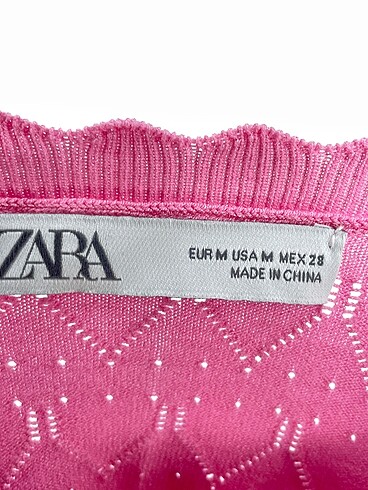 ZARA
EUR M USA M MEX 28
MADE IN CHINA